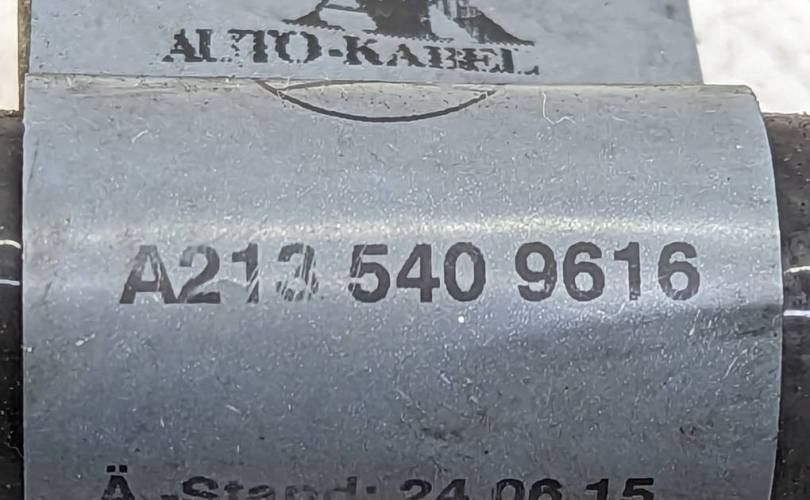 AUTO-KABEL
A213 540 9616
Ä.-Stand: 24.06.15